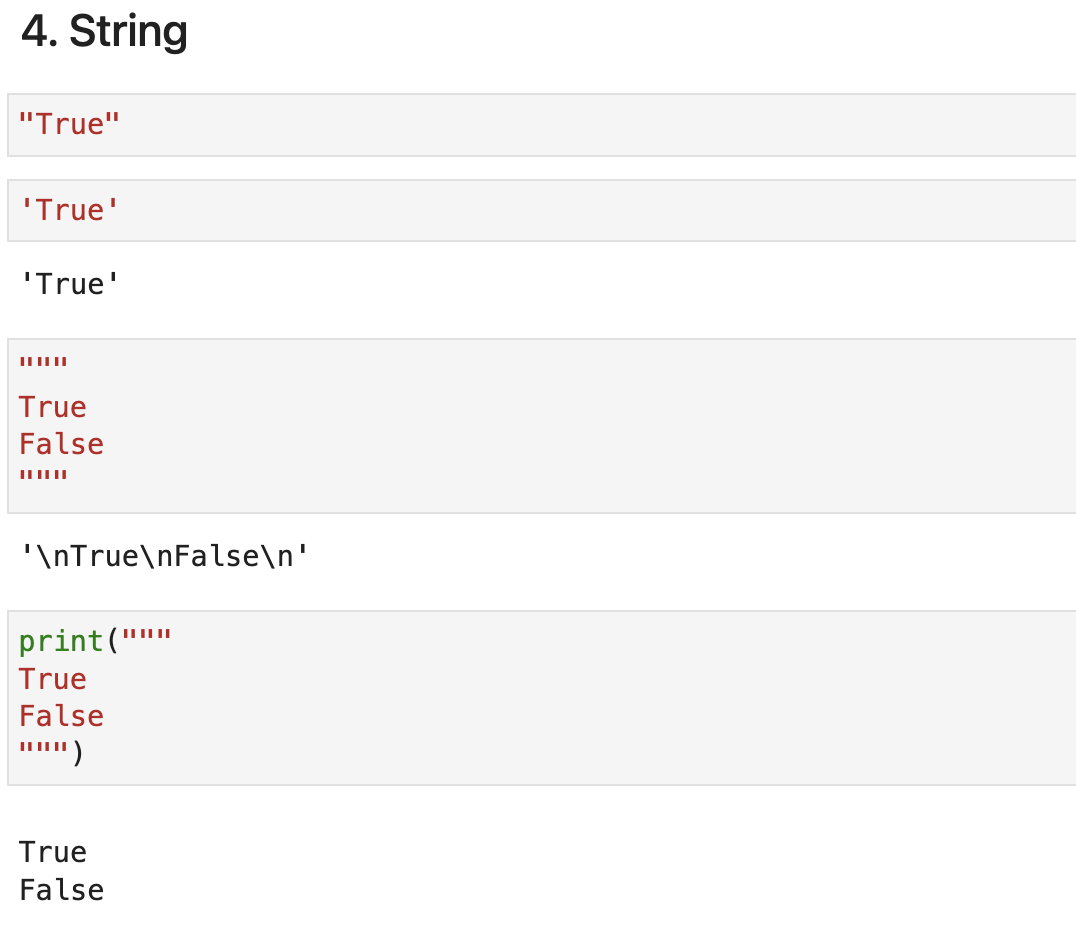 4. String
"True"
'True'
'True'
"""
True
False
"""
'\nTrue\nFalse\n'
print("""
True
False
""")
True
False